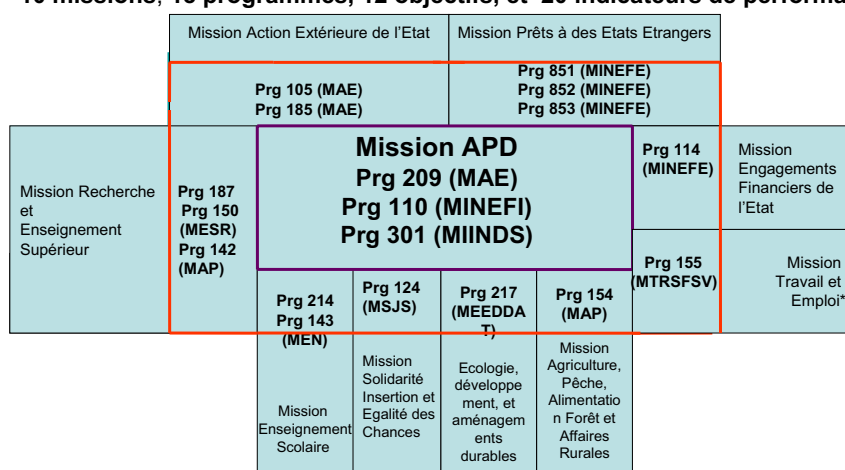 10 missions, 18 programmes, 12 objectifs, et 20 indicateurs de
Mission Action Extérieure de l'Etat
Mission Prêts à des Etats Etrangers
Prg 105 (MAE)
Prg 185 (MAE)
Prg 851 (MINEFE)
Prg 852 (MINEFE)
Prg 853 (MINEFE)
Mission Recherche
et
Enseignement
Supérieur
Prg 187
Prg 150
(MESR)
Prg 142
(MAP)
Mission APD
Prg 209 (MAE)
Prg 110 (MINEFI)
Prg 301 (MIINDS)
Prg 114
(MINEFE)
Mission
Engagements
Financiers de
l'Etat
Prg 155
(MTRSFSV)
Mission
Travail et
Emploi*
Prg 214
Prg 143
(MEN)
Mission
Enseignement
Scolaire
Prg 124
(MSJS)
Mission
Solidarité
Insertion et
Egalité des
Chances
Prg 217
(MEEDDA
T)
Ecologie,
développe
ment, et
aménagem
ents
durables
Prg 154
(MAP)
Mission
Agriculture,
Pêche,
Alimentatio
n Forêt et
Affaires
Rurales